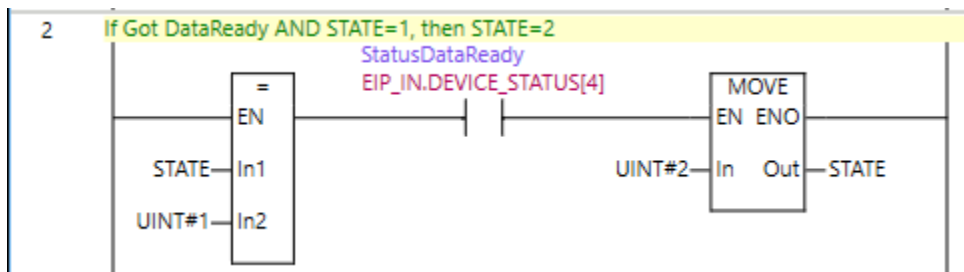 2 If Got DataReady AND STATE=1, then STATE=2
StatusDataReady
= EIP_IN.DEVICE_STATUS[4] MOVE
EN EN ENO
STATE In1 UINT#2 In Out STATE
UINT#1 In2